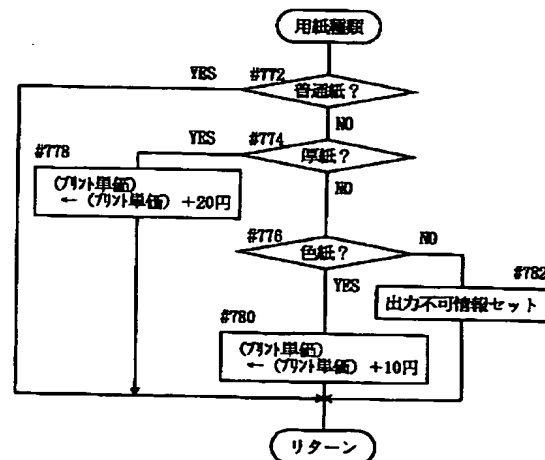 用紙種類
YES
#772
普通紙?
NO
YES
#774
厚紙?
#778
NO
(プリント単価)
← (プリント単価) +20円
#776
色紙?
NO
#782
YES
出力不可情報セット
#780
(プリント単価)
← (プリント単価) +10円
リターン